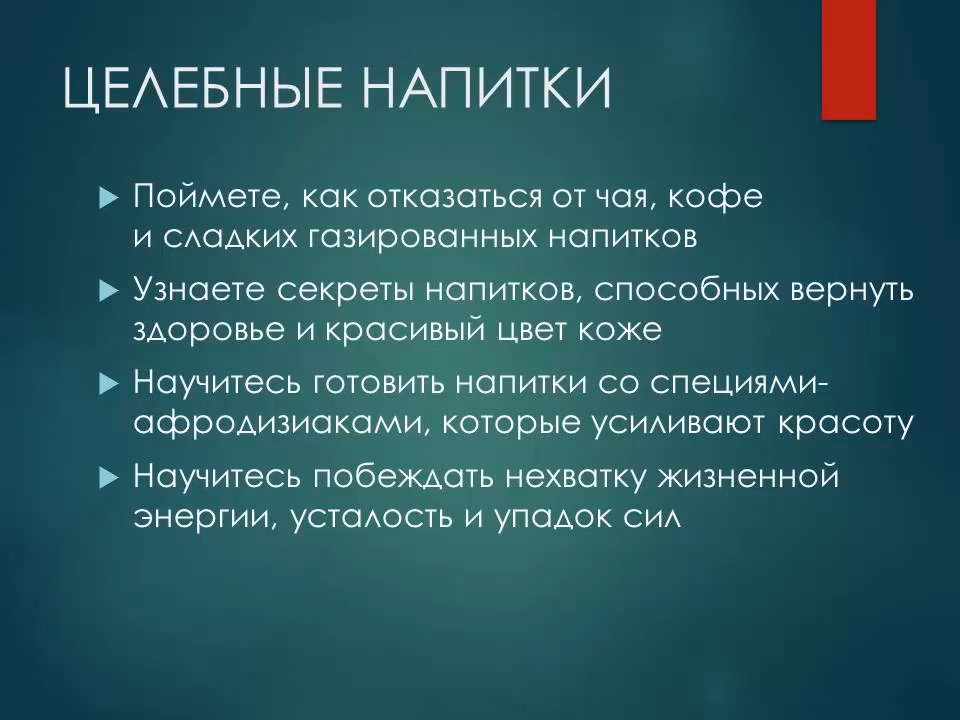 ЦЕЛЕБНЫЕ НАПИТКИ
Поймете, как отказаться от чая, кофе
и сладких газированных напитков
Узнаете секреты напитков, способных вернуть
здоровье и красивый цвет коже
Научитесь готовить напитки со специями-
афродизиаками, которые усиливают красоту
Научитесь побеждать нехватку жизненной
энергии, усталость и упадок сил